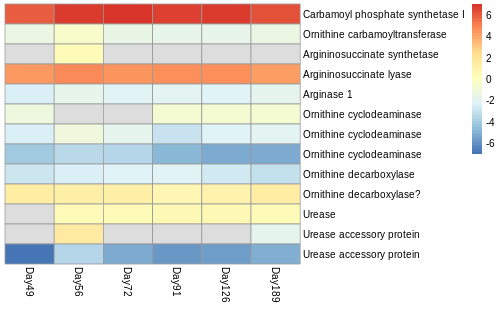 Carbamoyl phosphate synthetase I
Ornithine carbamoyltransferase
Argininosuccinate synthetase
Argininosuccinate lyase
Arginase 1
Ornithine cyclodeaminase
Ornithine cyclodeaminase
Ornithine cyclodeaminase
Ornithine decarboxylase
Ornithine decarboxylase?
Urease
Urease accessory protein
Urease accessory protein
6
4
2
0
-2
-4
-6
Day49
Day56
Day72
Day91
Day126
Day189